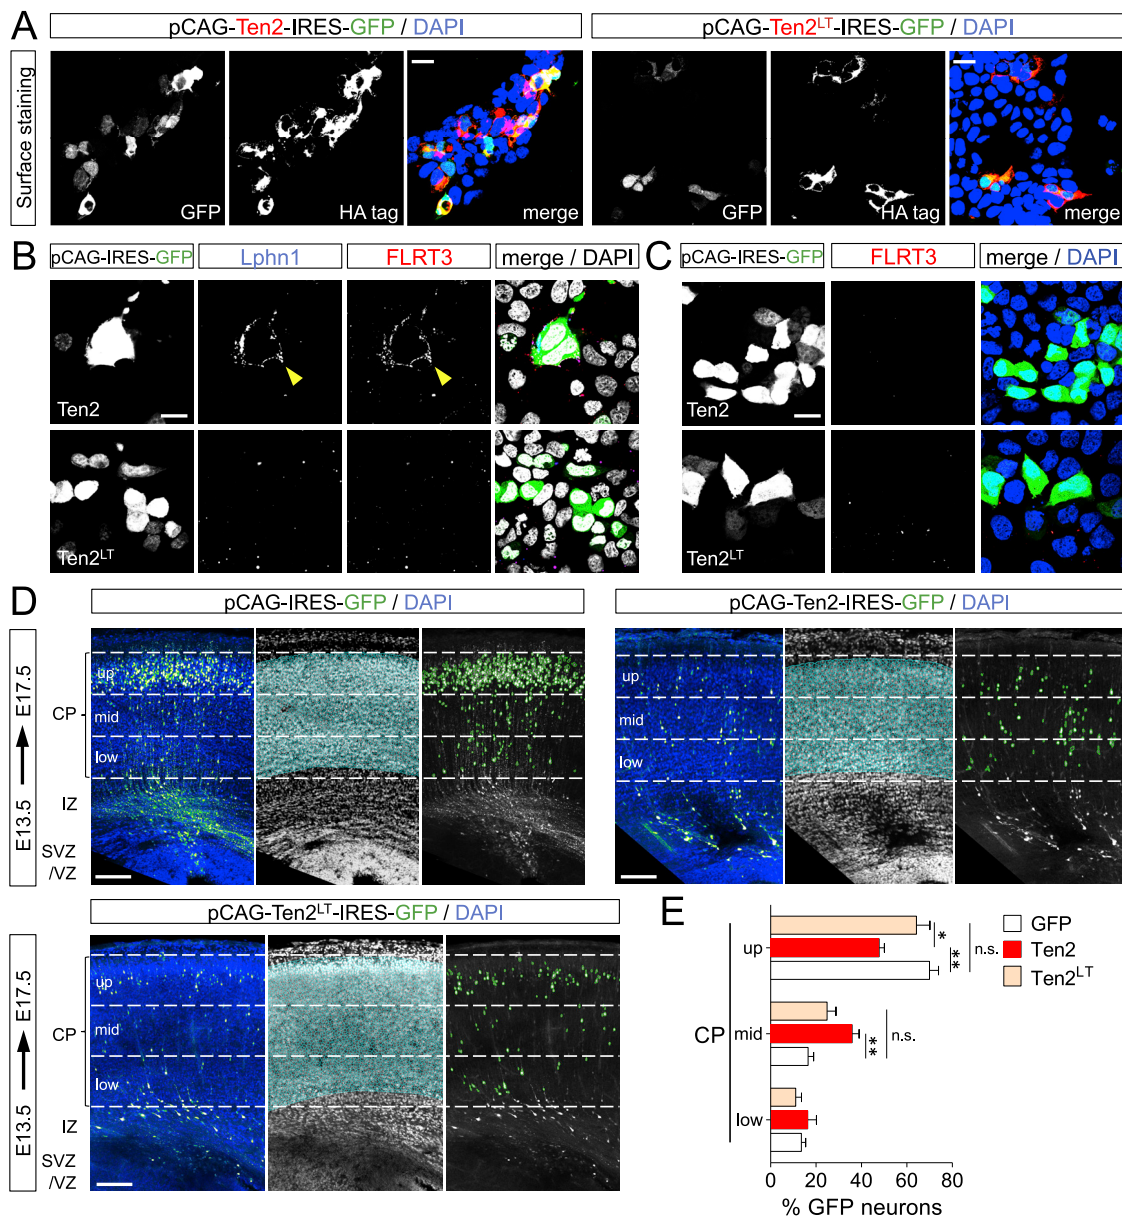 A
pCAG-Ten2-IRES-GFP / DAPI
pCAG-Ten2LT-IRES-GFP / DAPI
Surface staining
GFP
HA tag
merge
GFP
HA tag
merge
B
pCAG-IRES-GFP
Lphn1
FLRT3
merge / DAPI
Ten2
Ten2LT
C
pCAG-IRES-GFP
FLRT3
merge / DAPI
Ten2
Ten2LT
D
pCAG-IRES-GFP / DAPI
pCAG-Ten2-IRES-GFP / DAPI
E13.5
E17.5
CP
IZ
SVZ
/VZ
up
mid
low
up
mid
low
pCAG-Ten2LT-IRES-GFP / DAPI
E13.5
E17.5
CP
IZ
SVZ
/VZ
up
mid
low
E
GFP
Ten2
Ten2LT
CP
up
mid
low
*
**
n.s.
**
n.s.
0 20 40 60 80
% GFP neurons